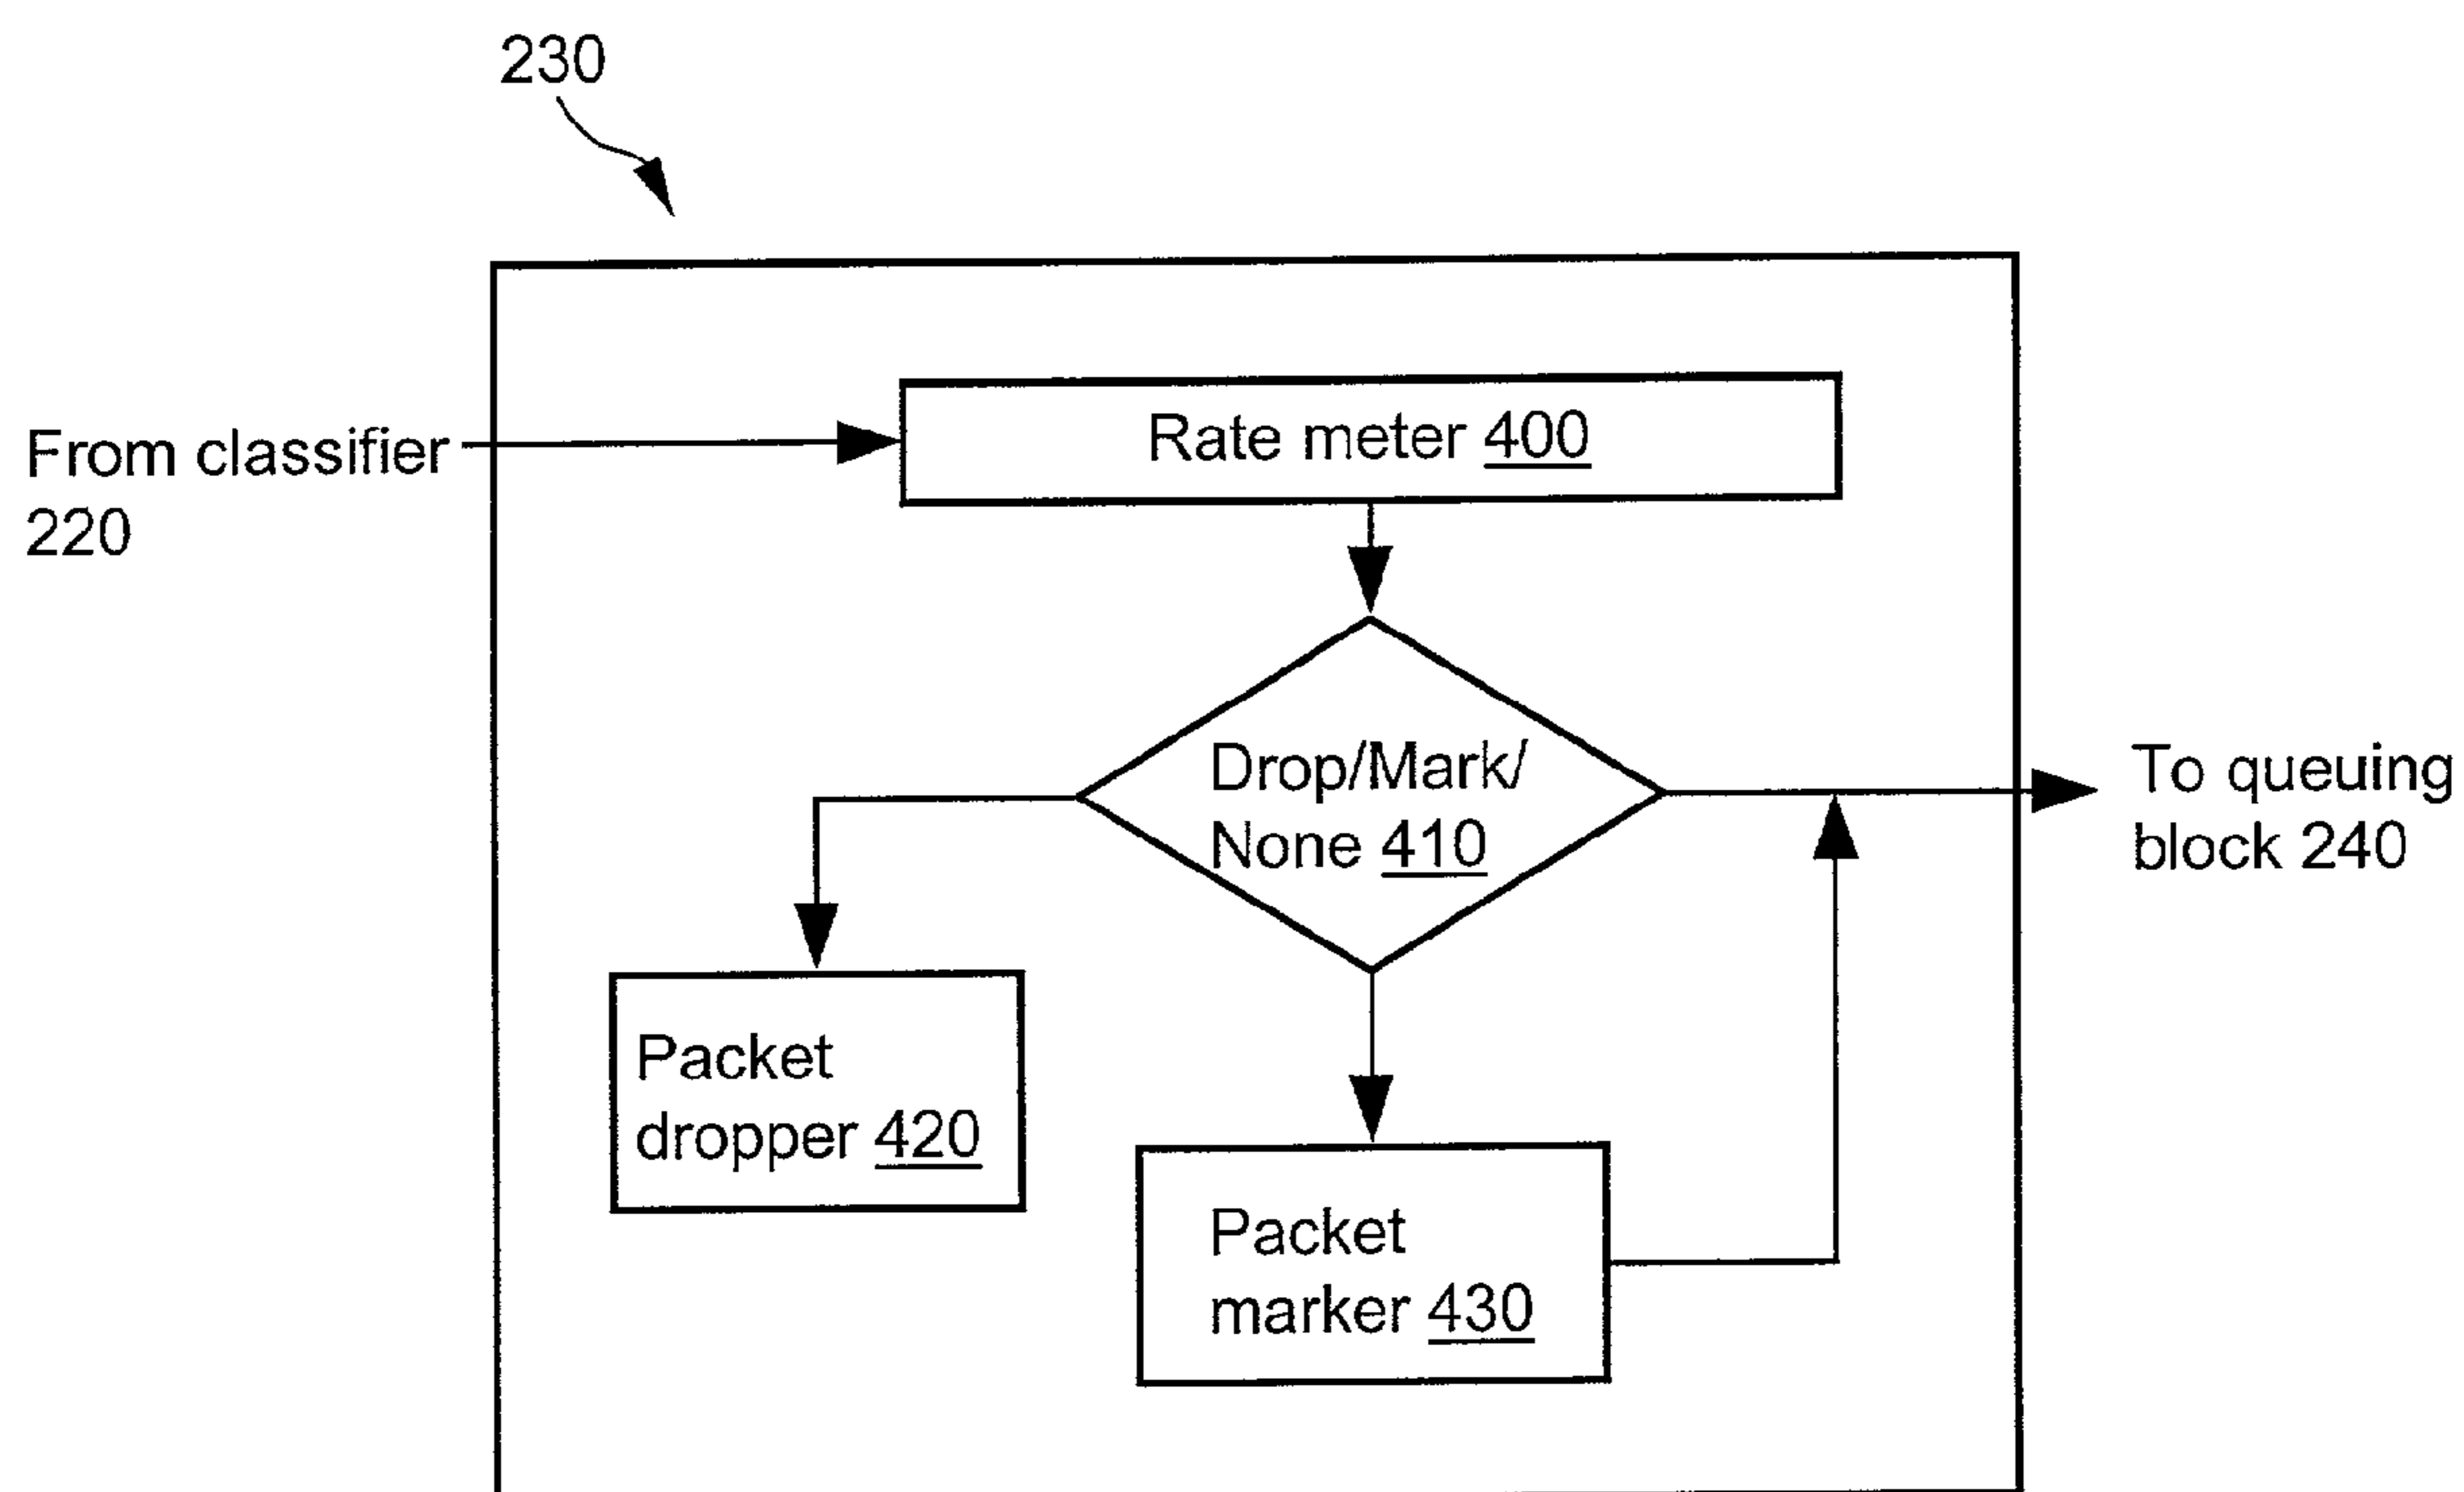 230
From classifier
220
Rate meter 400
Drop/Mark/
None 410
To queuing
block 240
Packet
dropper 420
Packet
marker 430